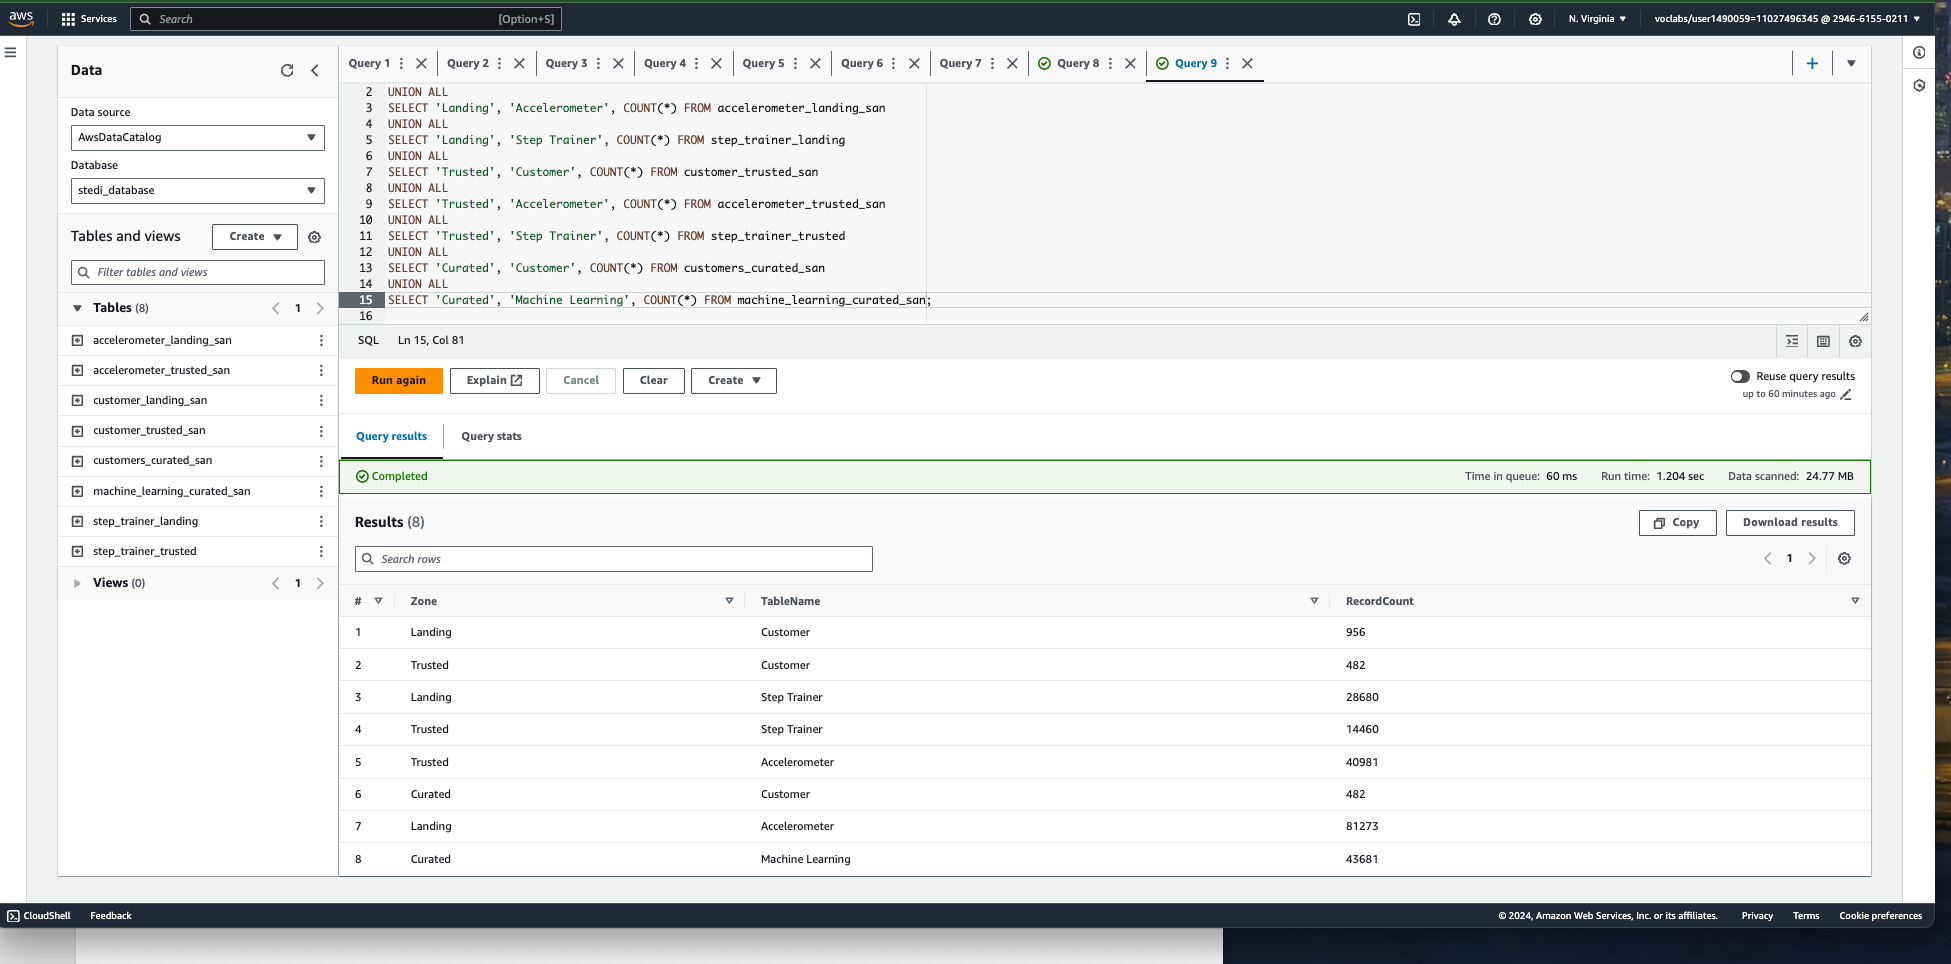 aws
Services
Search
[Option+S]
N. Virginia
voclabs/user1490059=11027496345 @ 2946-6155-0211
Data
Data source
AwsDataCatalog
Database
stedi_database
Tables and views
Create
Filter tables and views
Tables (8)
1
accelerometer_landing_san
accelerometer_trusted_san
customer_landing_san
customer_trusted_san
customers_curated_san
machine_learning_curated_san
step_trainer_landing
step_trainer_trusted
Views (0)
1
Query 1
Query 2
Query 3
Query 4
Query 5
Query 6
Query 7
Query 8
Query 9
2 UNION ALL
3 SELECT 'Landing', 'Accelerometer', COUNT(*) FROM accelerometer_landing_san
4 UNION ALL
5 SELECT 'Landing', 'Step Trainer', COUNT(*) FROM step_trainer_landing
6 UNION ALL
7 SELECT 'Trusted', 'Customer', COUNT(*) FROM customer_trusted_san
8 UNION ALL
9 SELECT 'Trusted', 'Accelerometer', COUNT(*) FROM accelerometer_trusted_san
10 UNION ALL
11 SELECT 'Trusted', 'Step Trainer', COUNT(*) FROM step_trainer_trusted
12 UNION ALL
13 SELECT 'Curated', 'Customer', COUNT(*) FROM customers_curated_san
14 UNION ALL
15 SELECT 'Curated', 'Machine Learning', COUNT(*) FROM machine_learning_curated_san;
16
SQL Ln 15, Col 81
Run again
Explain
Cancel
Clear
Create
Reuse query results
up to 60 minutes ago
Query results
Query stats
Completed
Time in queue: 60 ms
Run time: 1.204 sec
Data scanned: 24.77 MB
Results (8)
Copy
Download results
Search rows
1
# Zone TableName RecordCount
1 Landing Customer 956
2 Trusted Customer 482
3 Landing Step Trainer 28680
4 Trusted Step Trainer 14460
5 Trusted Accelerometer 40981
6 Curated Customer 482
7 Landing Accelerometer 81273
8 Curated Machine Learning 43681
CloudShell
Feedback
© 2024, Amazon Web Services, Inc. or its affiliates.
Privacy
Terms
Cookie preferences